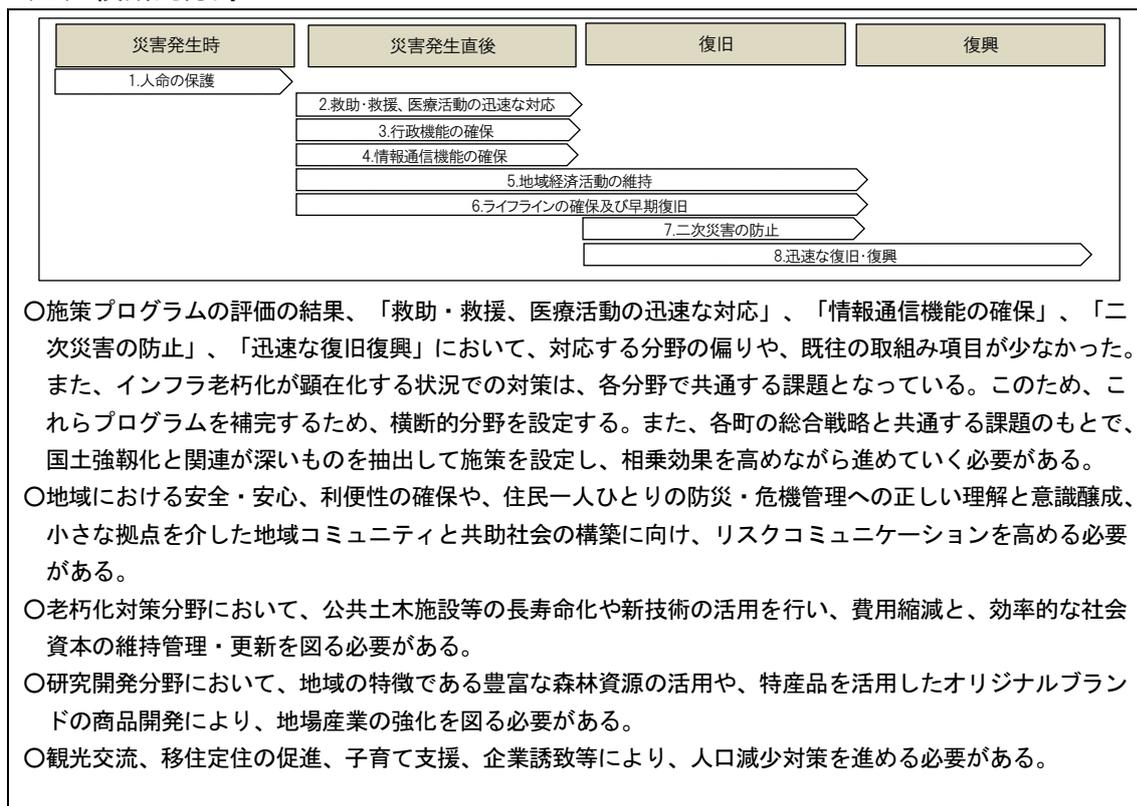 災害発生時 災害発生直後 復旧 復興
1.人命の保護
2.救助・救援、医療活動の迅速な対応
3.行政機能の確保
4.情報通信機能の確保
5.地域経済活動の維持
6.ライフラインの確保及び早期復旧
7.二次災害の防止
8.迅速な復旧・復興
〇施策プログラムの評価の結果、「救助・救援、医療活動の迅速な対応」、「情報通信機能の確保」、「二
次災害の防止」、「迅速な復旧復興」において、対応する分野の偏りや、既往の取組み項目が少なかった。
また、インフラ老朽化が顕在化する状況での対策は、各分野で共通する課題となっている。このため、こ
れらプログラムを補完するため、横断的分野を設定する。また、各町の総合戦略と共通する課題のもとで、
国土強靱化と関連が深いものを抽出して施策を設定し、相乗効果を高めながら進めていく必要がある。
〇地域における安全・安心、利便性の確保や、住民一人ひとりの防災・危機管理への正しい理解と意識醸成、
小さな拠点を介した地域コミュニティと共助社会の構築に向け、リスクコミュニケーションを高める必要
がある。
〇老朽化対策分野において、公共土木施設等の長寿命化や新技術の活用を行い、費用縮減と、効率的な社会
資本の維持管理・更新を図る必要がある。
〇研究開発分野において、地域の特徴である豊富な森林資源の活用や、特産品を活用したオリジナルブラン
ドの商品開発により、地場産業の強化を図る必要がある。
〇観光交流、移住定住の促進、子育て支援、企業誘致等により、人口減少対策を進める必要がある。